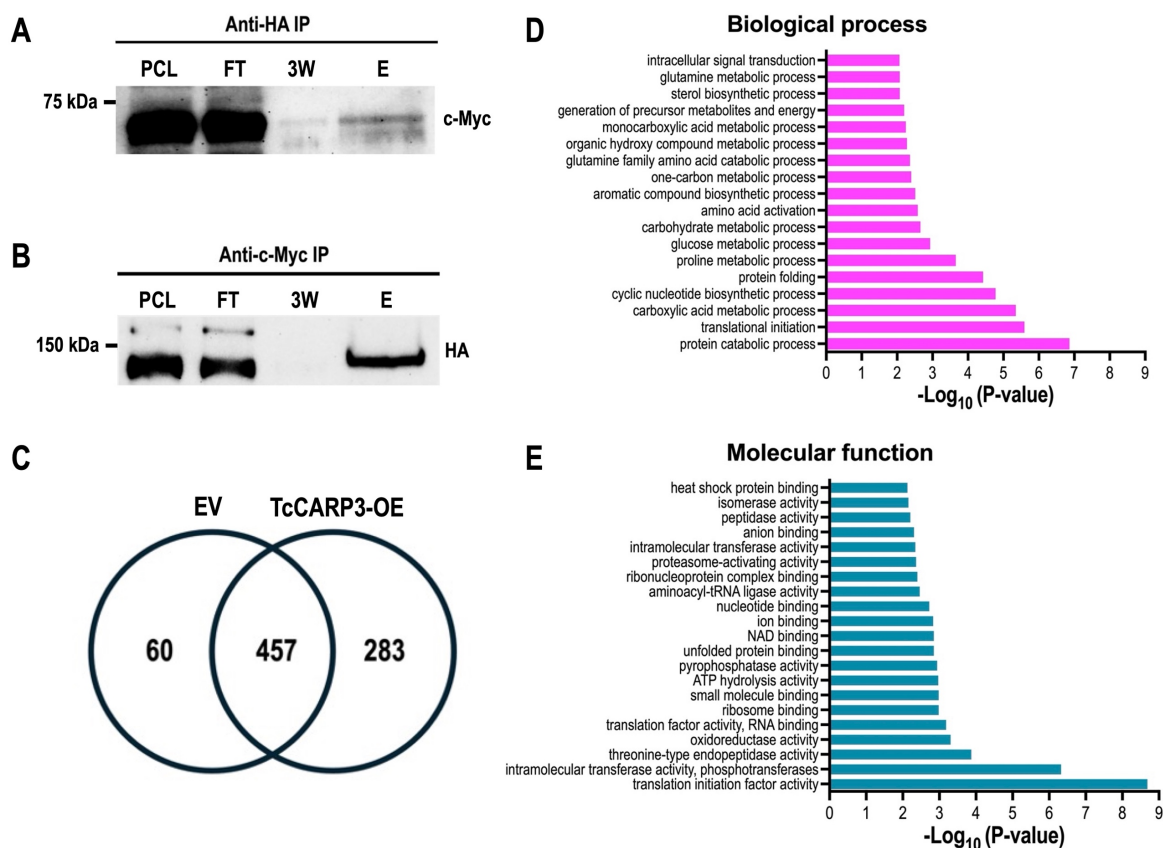 A
Anti-HA IP
PCL FT 3W E
75 kDa
c-Myc
B
Anti-c-Myc IP
PCL FT 3W E
150 kDa
HA
C
EV TcCARP3-OE
60 457 283
D
Biological process
intracellular signal transduction
glutamine metabolic process
sterol biosynthetic process
generation of precursor metabolites and energy
monocarboxylic acid metabolic process
organic hydroxy compound metabolic process
glutamine family amino acid catabolic process
one-carbon metabolic process
aromatic compound biosynthetic process
amino acid activation
carbohydrate metabolic process
glucose metabolic process
proline metabolic process
protein folding
cyclic nucleotide biosynthetic process
carboxylic acid metabolic process
translational initiation
protein catabolic process
0 1 2 3 4 5 6 7 8 9
-Log10 (P-value)
E
Molecular function
heat shock protein binding
isomerase activity
peptidase activity
anion binding
intramolecular transferase activity
proteasome-activating activity
ribonucleoprotein complex binding
aminoacyl-tRNA ligase activity
nucleotide binding
ion binding
NAD binding
unfolded protein binding
pyrophosphatase activity
ATP hydrolysis activity
small molecule binding
ribosome binding
translation factor activity, RNA binding
oxidoreductase activity
threonine-type endopeptidase activity
intramolecular transferase activity, phosphotransferases
translation initiation factor activity
0 1 2 3 4 5 6 7 8 9
-Log10 (P-value)